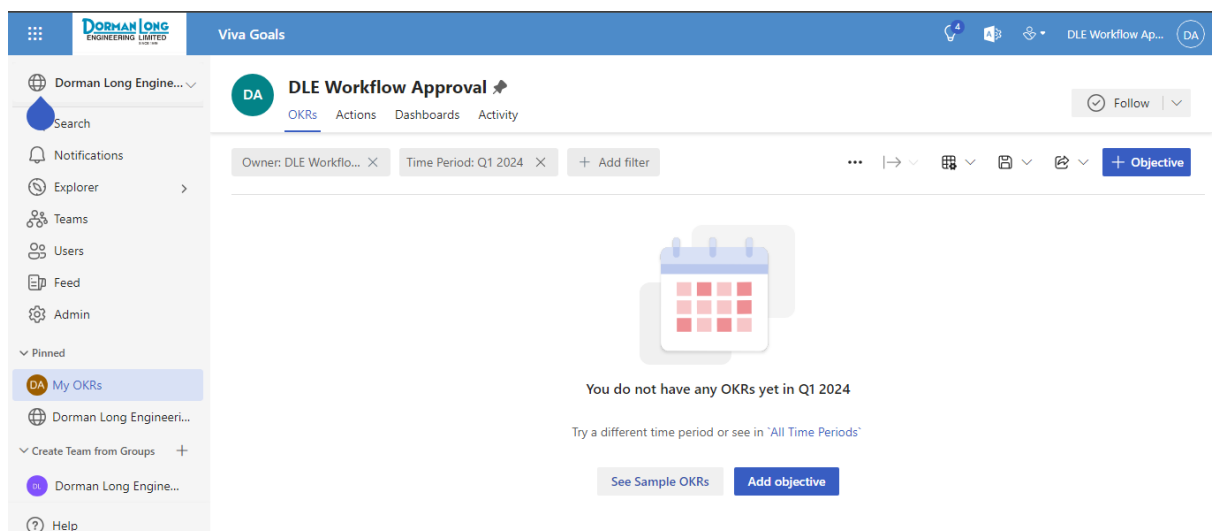 DORMAN LONG
ENGINEERING LIMITED
Viva Goals
4
DLE Workflow Ap...
DA
Dorman Long Engine...
Search
Notifications
Explorer
Teams
Users
Feed
Admin
Pinned
DA My OKRs
Dorman Long Engineeri...
Create Team from Groups
DL Dorman Long Engine...
Help
DA
DLE Workflow Approval
OKRs Actions Dashboards Activity
Follow
Owner: DLE Workflo...
Time Period: Q1 2024
Add filter
Objective
You do not have any OKRs yet in Q1 2024
Try a different time period or see in `All Time Periods`
See Sample OKRs
Add objective